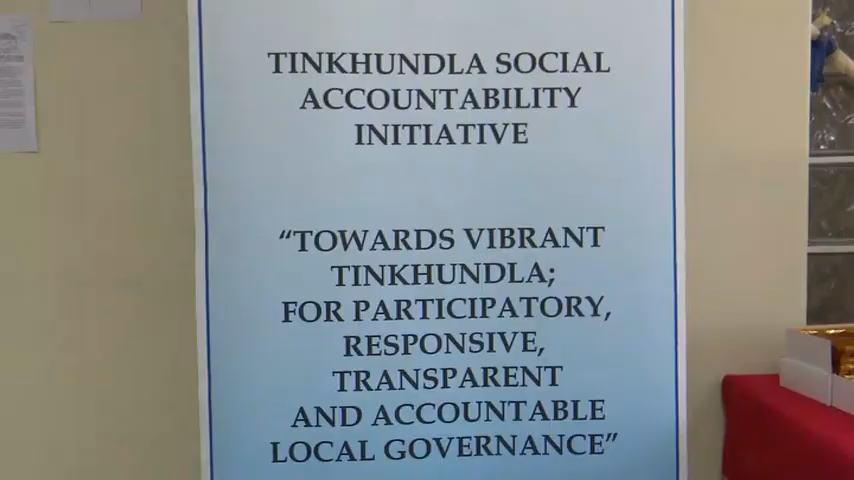 TINKHUNDLA SOCIAL
ACCOUNTABILITY
INITIATIVE
“TOWARDS VIBRANT
TINKHUNDLA;
FOR PARTICIPATORY,
RESPONSIVE,
TRANSPARENT
AND ACCOUNTABLE
LOCAL GOVERNANCE”